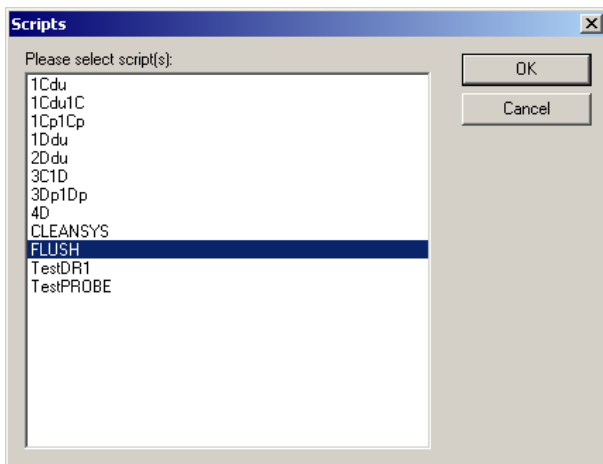 Scripts
Please select script(s):
OK
Cancel
1Cdu
1Cdu1C
1Cp1Cp
1Ddu
2Ddu
3C1D
3Dp1Dp
4D
CLEANSYS
FLUSH
TestDR1
TestPROBE